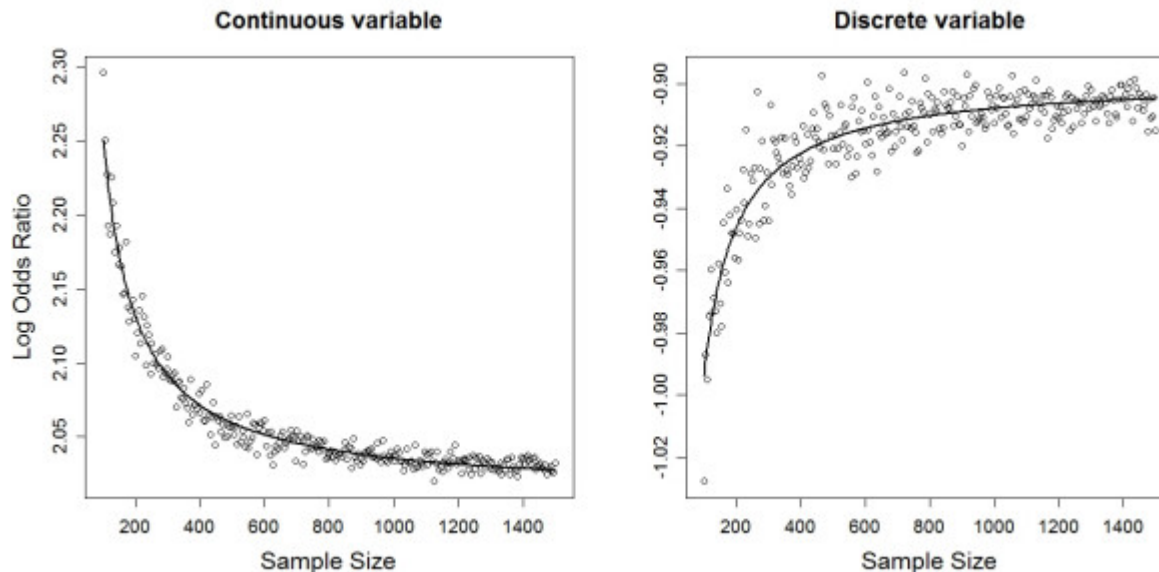 Continuous variable
Discrete variable
Log Odds Ratio
2.30
2.25
2.20
2.15
2.10
2.05
200 400 600 800 1000 1200 1400
Sample Size
-0.90
-0.92
-0.94
-0.96
-0.98
-1.00
-1.02
200 400 600 800 1000 1200 1400
Sample Size